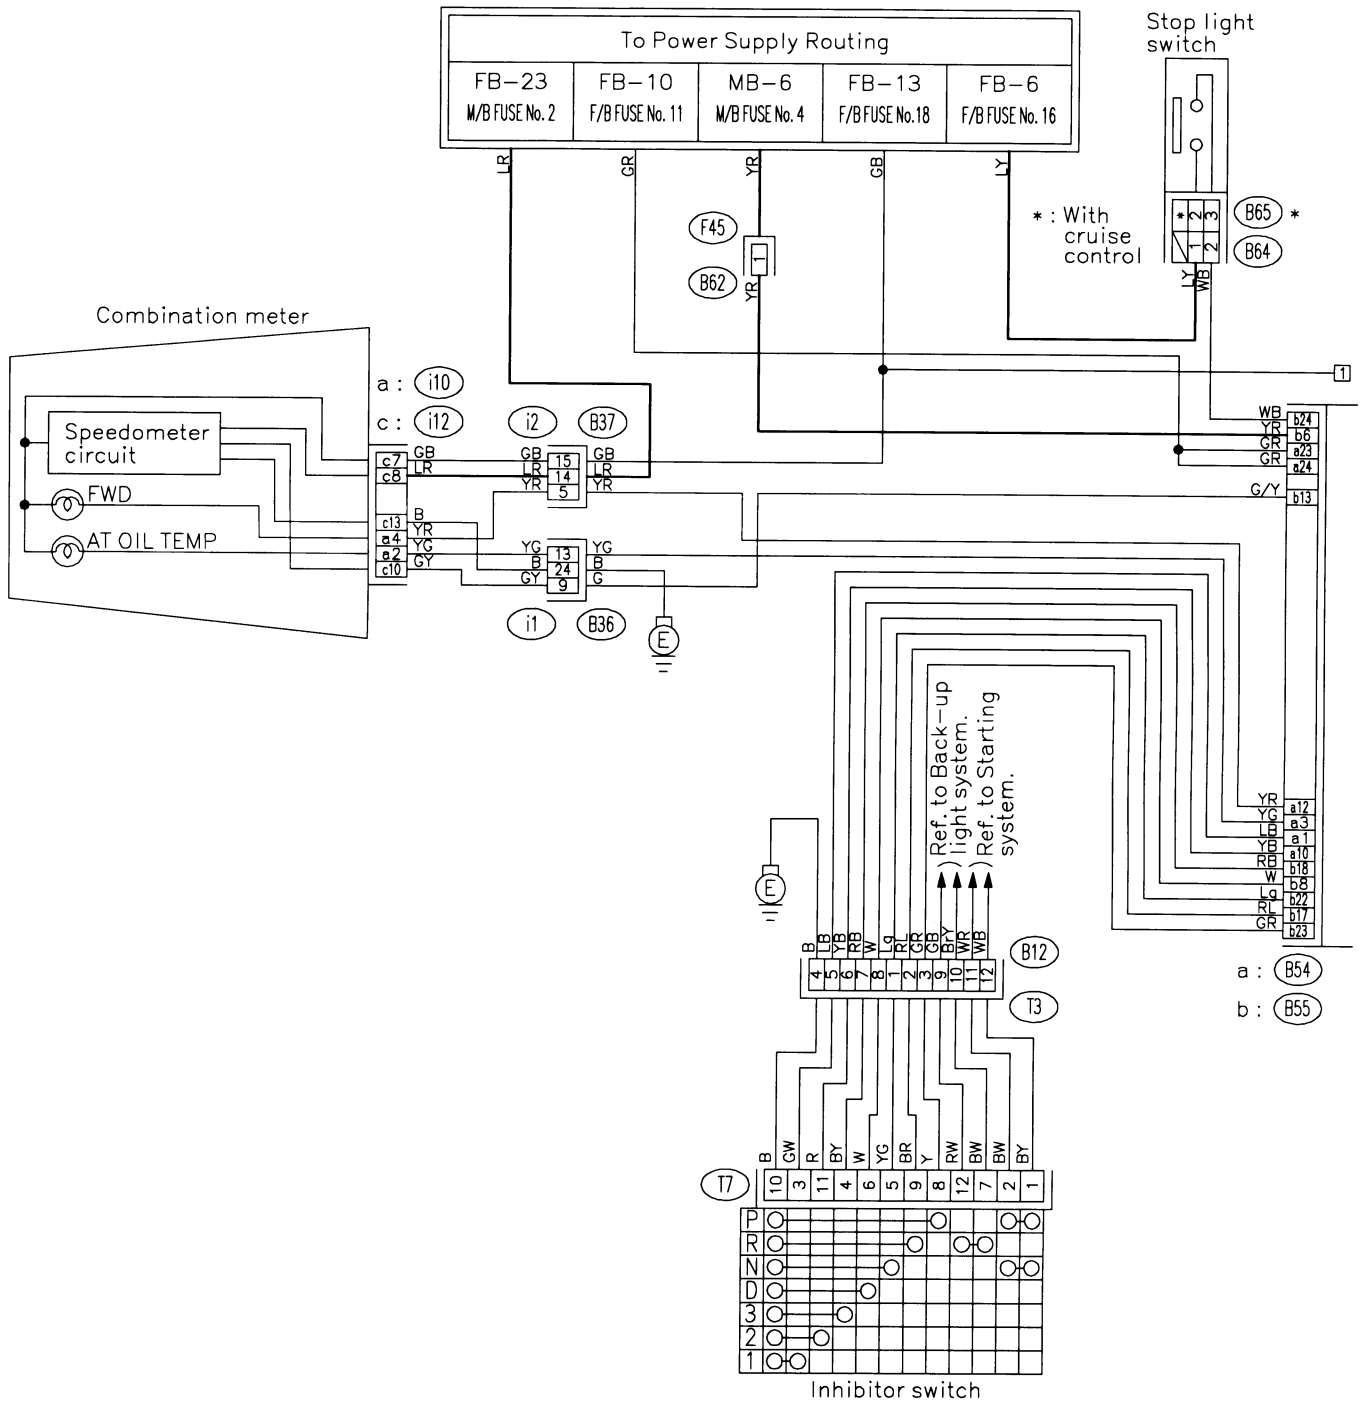 To Power Supply Routing
FB-23 FB-10 MB-6 FB-13 FB-6
M/B FUSE No. 2 F/B FUSE No. 11 M/B FUSE No. 4 F/B FUSE No. 18 F/B FUSE No. 16
LR GR YR GB LY
Stop light
switch
* 2 3
1 2
B65 *
B64
LY WB
* : With
cruise
control
F45
1
B62
YR
1
Combination meter
Speedometer
circuit
FWD
AT OIL TEMP
a : i10
c : i12
c7 GB
c8 LR
c13 B
a4 YR
a2 YG
c10 GY
i2 B37
GB 15 GB
LR 14 LR
YR 5 YR
YG 13 YG
B 24 B
GY 9 G
i1 B36
E
WB b24
YR b6
GR a23
GR a24
G/Y b13
YR a12
YG a3
LB a1
YB a10
RB b18
W b8
Lg b22
RL b17
GR b23
a : B54
b : B55
Ref. to Back-up
light system.
Ref. to Starting
system.
E
B LB YB RB W Lg RL GR GB BrY WR WB
4 5 6 7 8 1 2 3 9 10 11 12
B12
T3
B GW R BY W YG BR Y RW BW BW BY
T7
10 3 11 4 6 5 9 8 12 7 2 1
P
R
N
D
3
2
1
Inhibitor switch